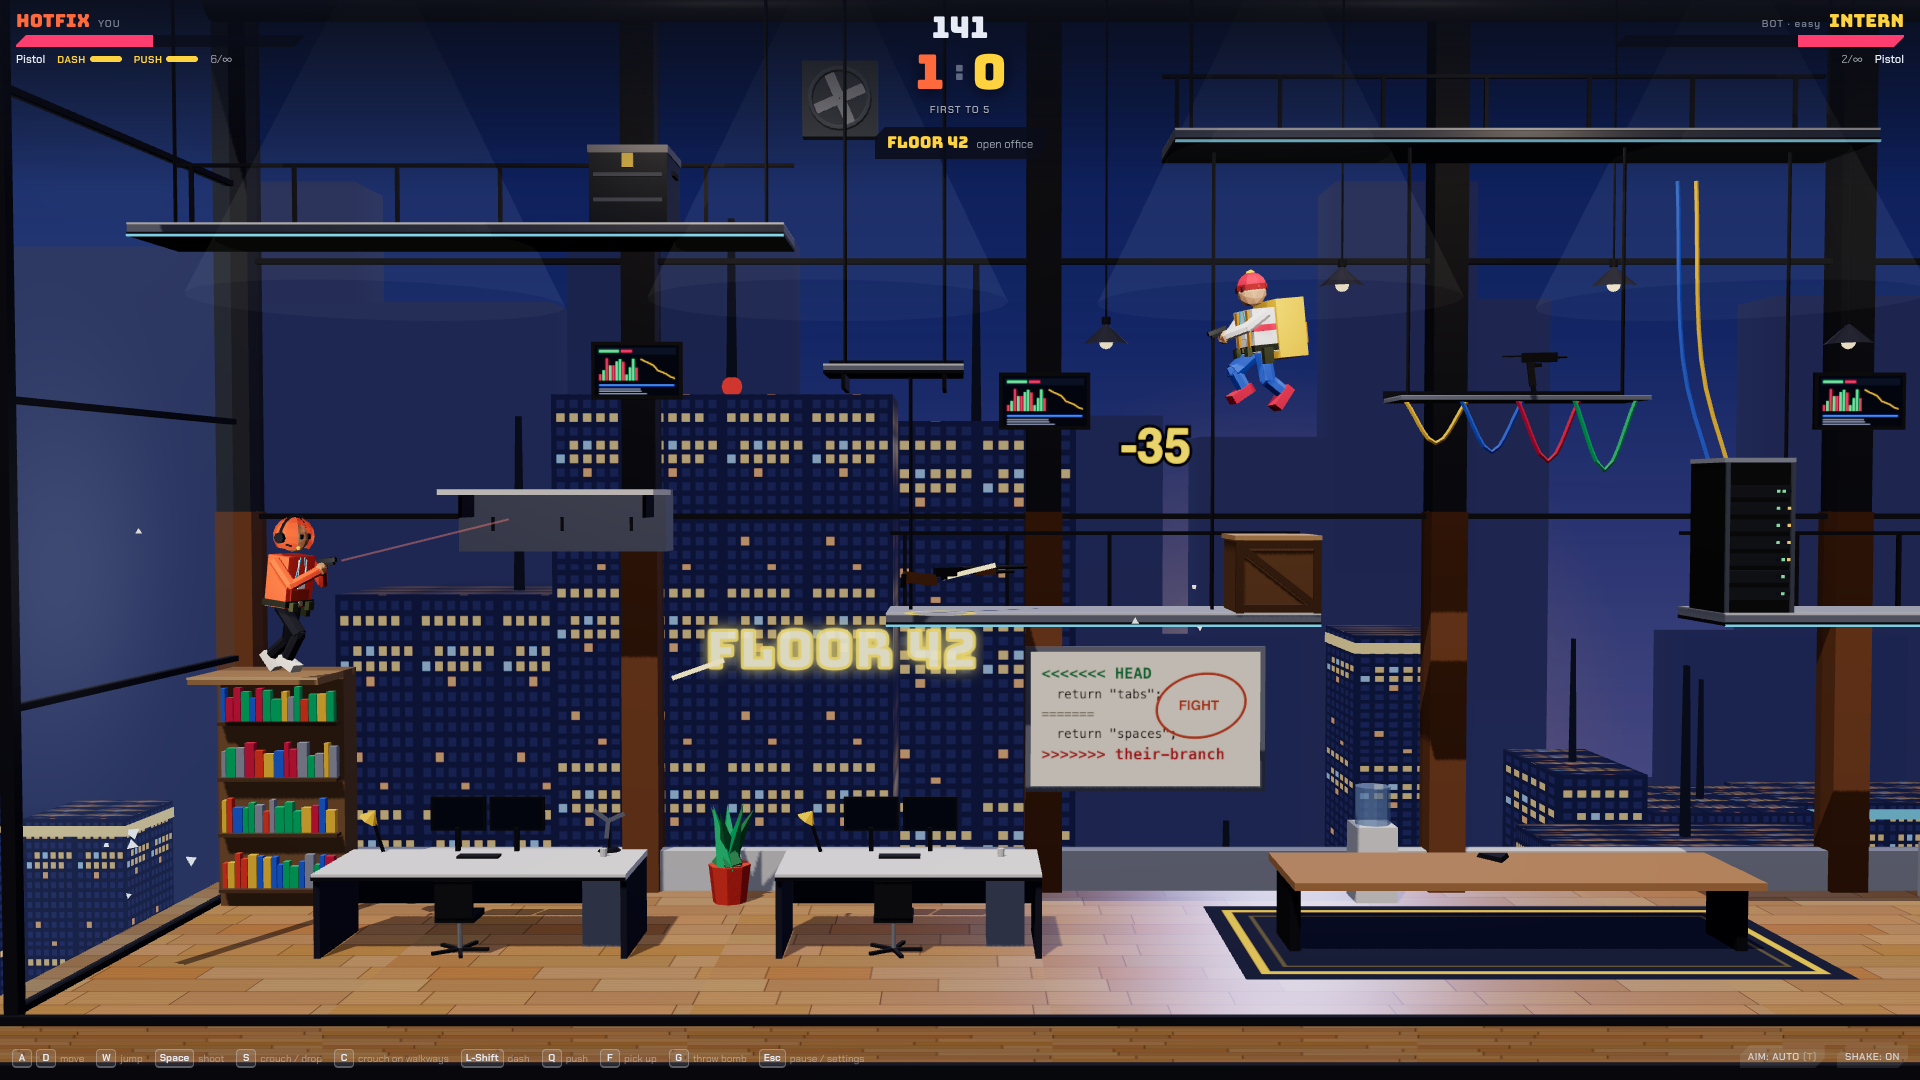 HOTFIX YOU
Pistol DASH PUSH 6/∞
141
1:0
FIRST TO 5
FLOOR 42 open office
BOT · easy INTERN
2/∞ Pistol
-35
FLOOR 42
<<<<<<< HEAD
return "tabs";
=======
return "spaces";
>>>>>>> their-branch
FIGHT
A D move W jump Space shoot S crouch / drop C crouch on walkways L-Shift dash Q push F pick up G throw bomb Esc pause / settings
AIM: AUTO (T) SHAKE: ON